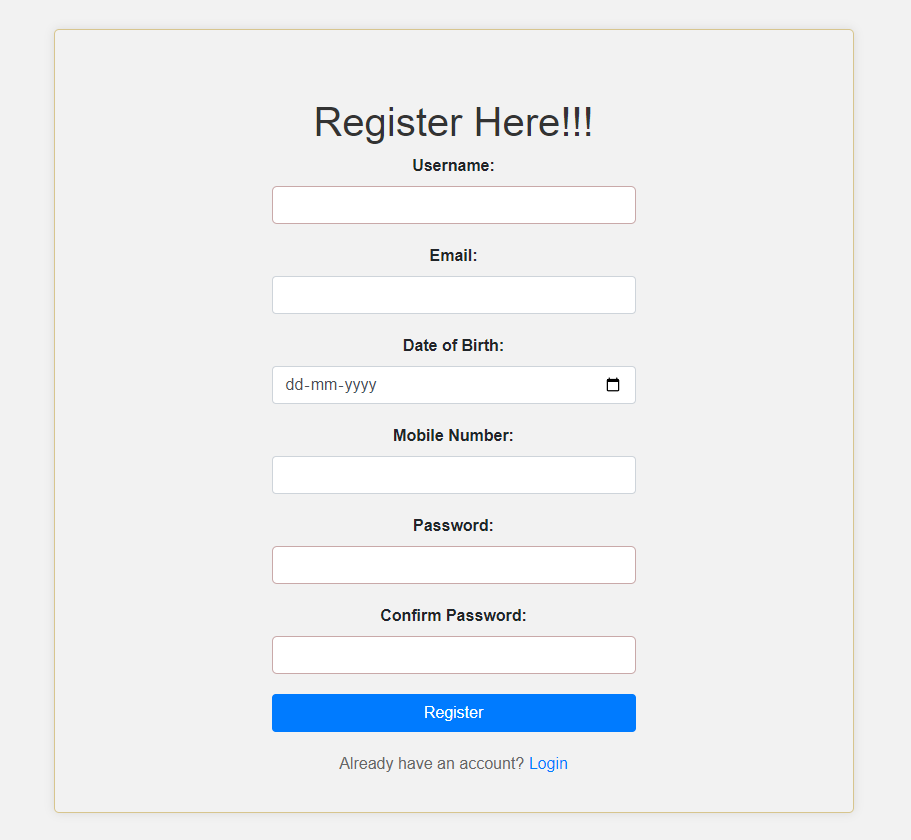 Register Here!!!
Username:
Email:
Date of Birth:
dd-mm-yyyy
Mobile Number:
Password:
Confirm Password:
Register
Already have an account? Login